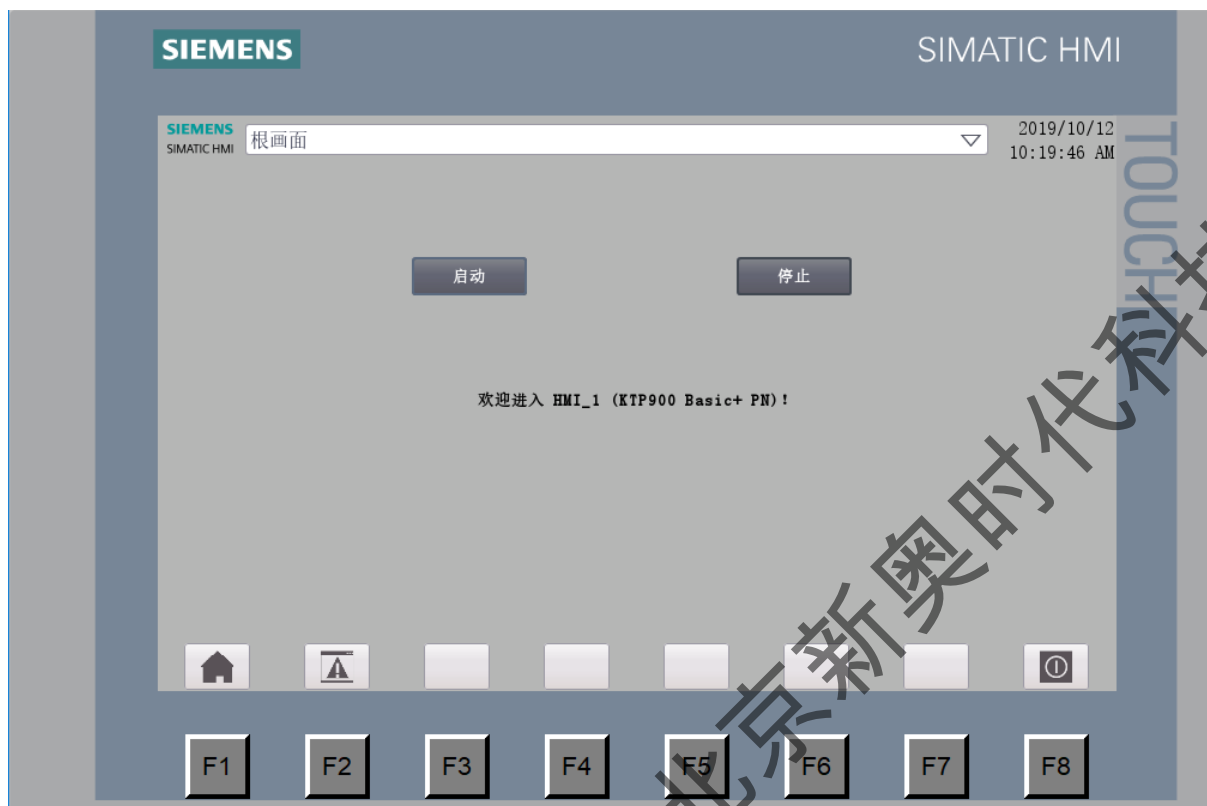 SIEMENS
SIMATIC HMI
SIEMENS
SIMATIC HMI
根画面
2019/10/12
10:19:46 AM
TOUCH
启动
停止
欢迎进入 HMI_1 (KTP900 Basic+ PN)!
F1
F2
F3
F4
F5
F6
F7
F8
北京新奥时代科技